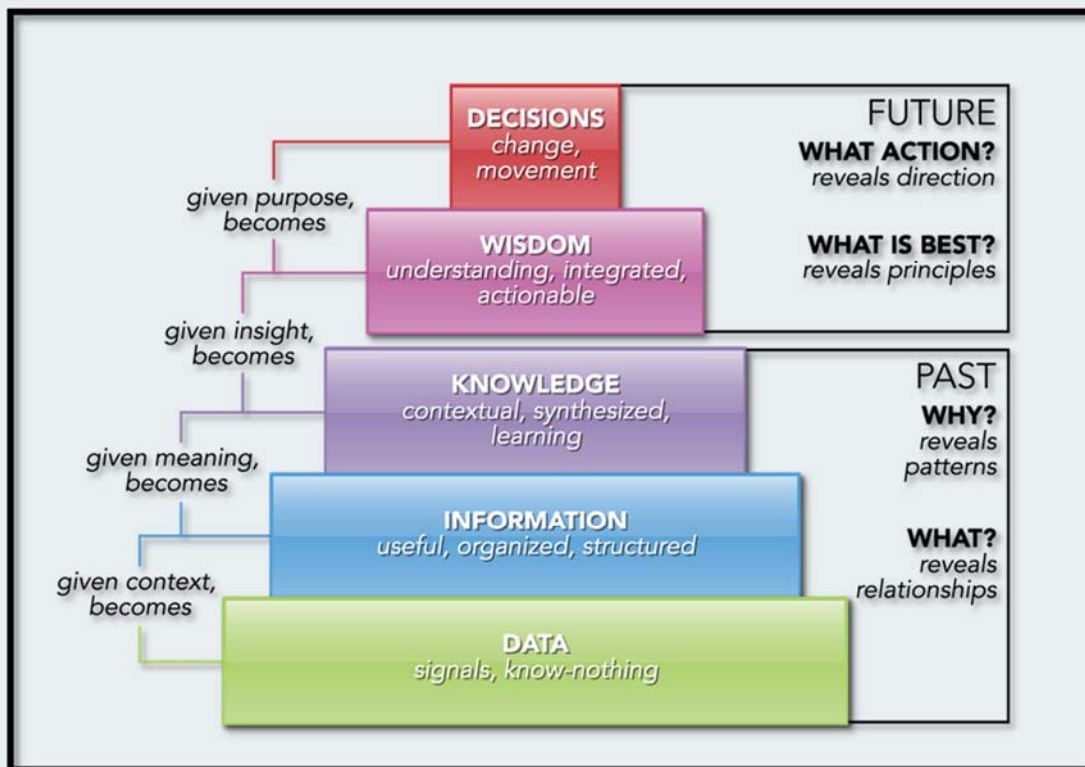 DECISIONS
change,
movement
given purpose,
becomes
WISDOM
understanding, integrated,
actionable
given insight,
becomes
KNOWLEDGE
contextual, synthesized,
learning
given meaning,
becomes
INFORMATION
useful, organized, structured
given context,
becomes
DATA
signals, know-nothing
FUTURE
WHAT ACTION?
reveals direction
WHAT IS BEST?
reveals principles
PAST
WHY?
reveals
patterns
WHAT?
reveals
relationships